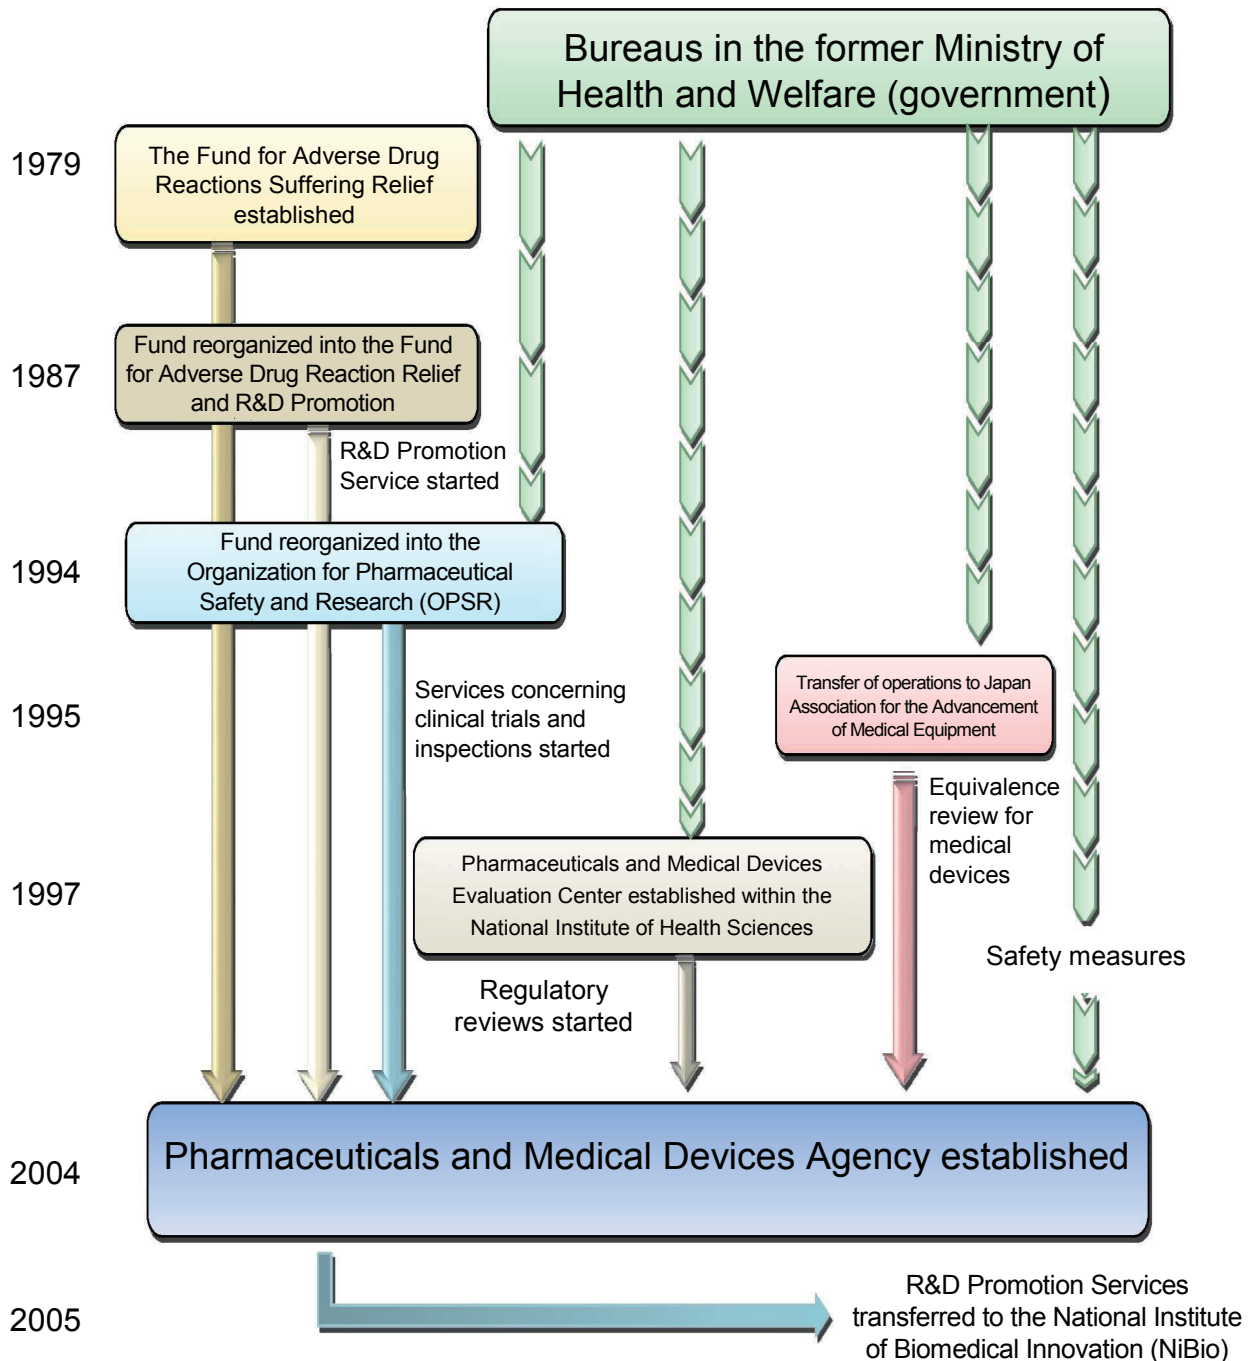 Bureaus in the former Ministry of
Health and Welfare (government)
1979
The Fund for Adverse Drug
Reactions Suffering Relief
established
1987
Fund reorganized into the Fund
for Adverse Drug Reaction Relief
and R&D Promotion
R&D Promotion
Service started
1994
Fund reorganized into the
Organization for Pharmaceutical
Safety and Research (OPSR)
1995
Services concerning
clinical trials and
inspections started
Transfer of operations to Japan
Association for the Advancement
of Medical Equipment
Equivalence
review for
medical
devices
1997
Pharmaceuticals and Medical Devices
Evaluation Center established within the
National Institute of Health Sciences
Regulatory
reviews started
Safety measures
2004
Pharmaceuticals and Medical Devices Agency established
2005
R&D Promotion Services
transferred to the National Institute
of Biomedical Innovation (NiBio)